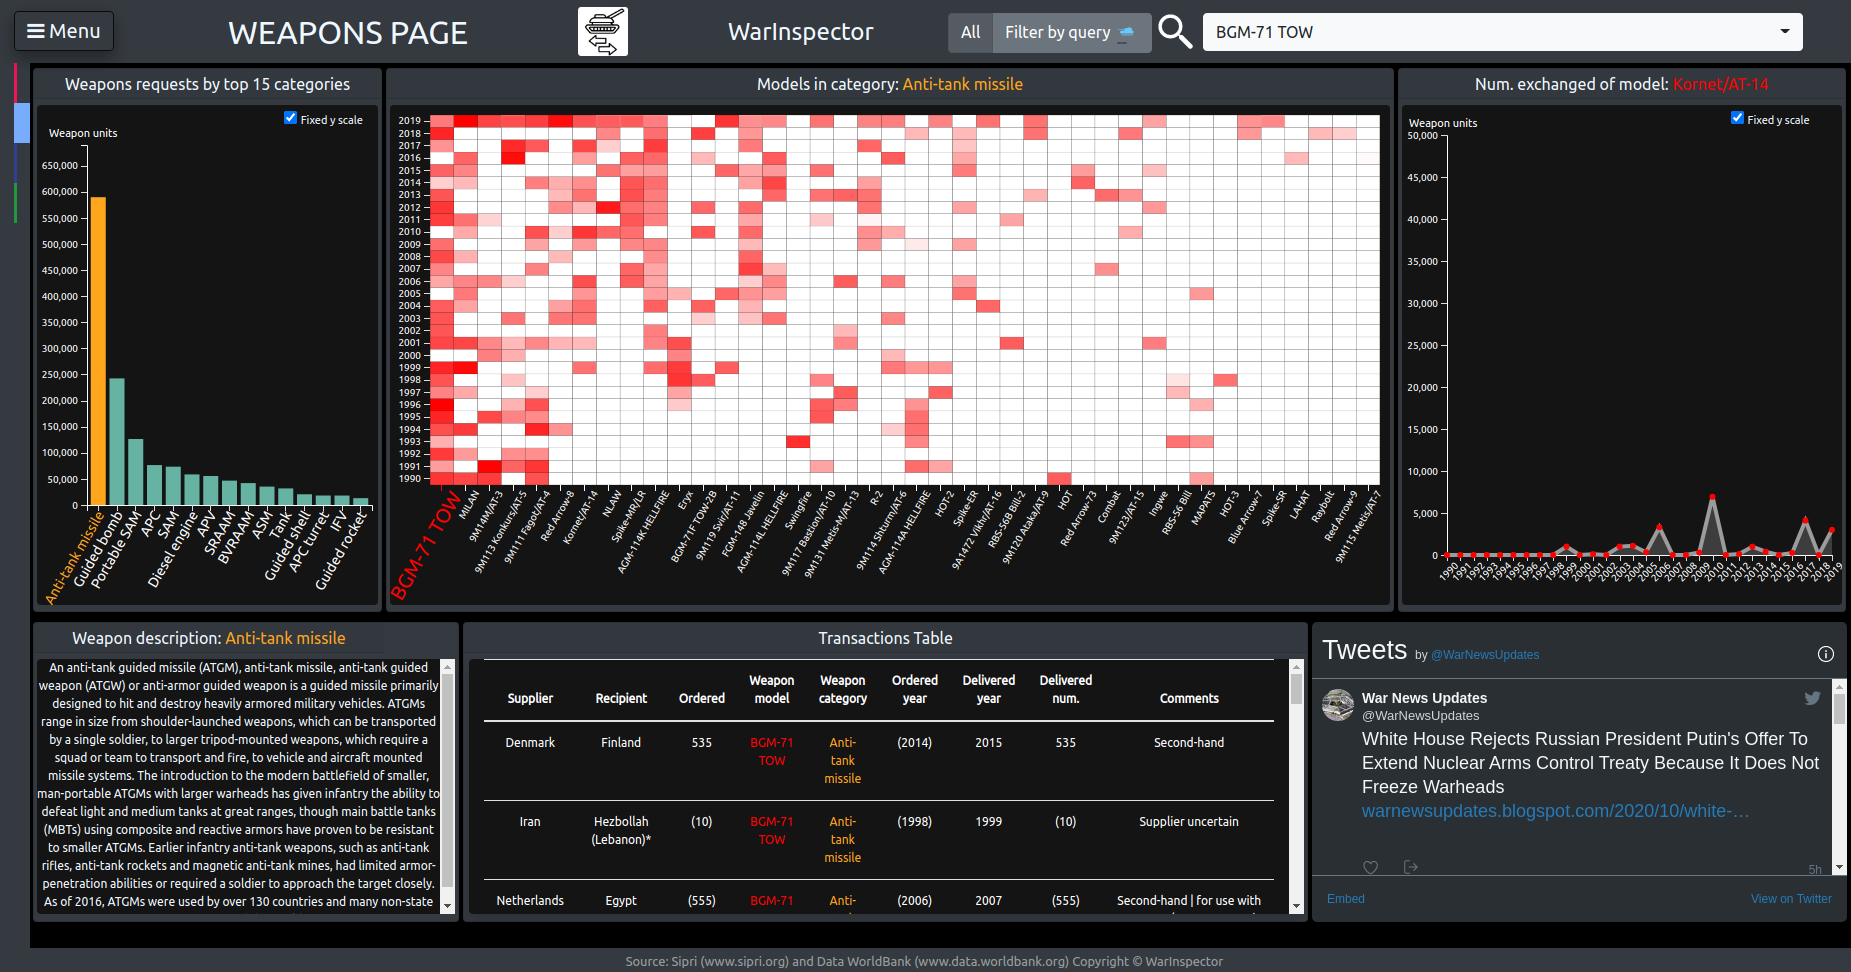 Menu
WEAPONS PAGE
WarInspector
All
Filter by query
BGM-71 TOW
Weapons requests by top 15 categories
Fixed y scale
Weapon units
650,000
600,000
550,000
500,000
450,000
400,000
350,000
300,000
250,000
200,000
150,000
100,000
50,000
0
Anti-tank missile
Guided bomb
Portable SAM
APC
SAM
Diesel engine
APV
SRAAM
BVRAAM
ASM
Tank
Guided shell
APC turret
IFV
Guided rocket
Models in category: Anti-tank missile
2019
2018
2017
2016
2015
2014
2013
2012
2011
2010
2009
2008
2007
2006
2005
2004
2003
2002
2001
2000
1999
1998
1997
1996
1995
1994
1993
1992
1991
1990
BGM-71 TOW
MILAN
9M14M/AT-3
9M113 Konkurs/AT-5
9M111 Fagot/AT-4
Red Arrow-8
Kornet/AT-14
NLAW
Spike-MR/LR
AGM-114K HELLFIRE
Eryx
BGM-71F TOW-2B
9M119 Svir/AT-11
FGM-148 Javelin
AGM-114L HELLFIRE
Swingfire
9M117 Bastion/AT-10
9M131 Metis-M/AT-13
R-2
9M114 Shturm/AT-6
AGM-114A HELLFIRE
HOT-2
Spike-ER
9A1472 Vikhr/AT-16
RBS-56B Bill-2
9M120 Ataka/AT-9
HOT
Red Arrow-73
Combat
9M123/AT-15
Ingwe
RBS-56 Bill
MAPATS
HOT-3
Blue Arrow-7
Spike-SR
LAHAT
Raybolt
Red Arrow-9
9M115 Metis/AT-7
Num. exchanged of model: Kornet/AT-14
Fixed y scale
Weapon units
50,000
45,000
40,000
35,000
30,000
25,000
20,000
15,000
10,000
5,000
0
1990
1991
1992
1993
1994
1995
1996
1997
1998
1999
2000
2001
2002
2003
2004
2005
2006
2007
2008
2009
2010
2011
2012
2013
2014
2015
2016
2017
2018
2019
Weapon description: Anti-tank missile
An anti-tank guided missile (ATGM), anti-tank missile, anti-tank guided
weapon (ATGW) or anti-armor guided weapon is a guided missile primarily
designed to hit and destroy heavily armored military vehicles. ATGMs
range in size from shoulder-launched weapons, which can be transported
by a single soldier, to larger tripod-mounted weapons, which require a
squad or team to transport and fire, to vehicle and aircraft mounted
missile systems. The introduction to the modern battlefield of smaller,
man-portable ATGMs with larger warheads has given infantry the ability to
defeat light and medium tanks at great ranges, though main battle tanks
(MBTs) using composite and reactive armors have proven to be resistant
to smaller ATGMs. Earlier infantry anti-tank weapons, such as anti-tank
rifles, anti-tank rockets and magnetic anti-tank mines, had limited armor-
penetration abilities or required a soldier to approach the target closely.
As of 2016, ATGMs were used by over 130 countries and many non-state
Transactions Table
Supplier Recipient Ordered Weapon model Weapon category Ordered year Delivered year Delivered num. Comments
Denmark Finland 535 BGM-71 TOW Anti-tank missile (2014) 2015 535 Second-hand
Iran Hezbollah (Lebanon)* (10) BGM-71 TOW Anti-tank missile (1998) 1999 (10) Supplier uncertain
Netherlands Egypt (555) BGM-71 Anti- (2006) 2007 (555) Second-hand | for use with
Tweets by @WarNewsUpdates
War News Updates
@WarNewsUpdates
White House Rejects Russian President Putin's Offer To
Extend Nuclear Arms Control Treaty Because It Does Not
Freeze Warheads
warnewsupdates.blogspot.com/2020/10/white-…
5h
Embed
View on Twitter
Source: Sipri (www.sipri.org) and Data WorldBank (www.data.worldbank.org) Copyright © WarInspector